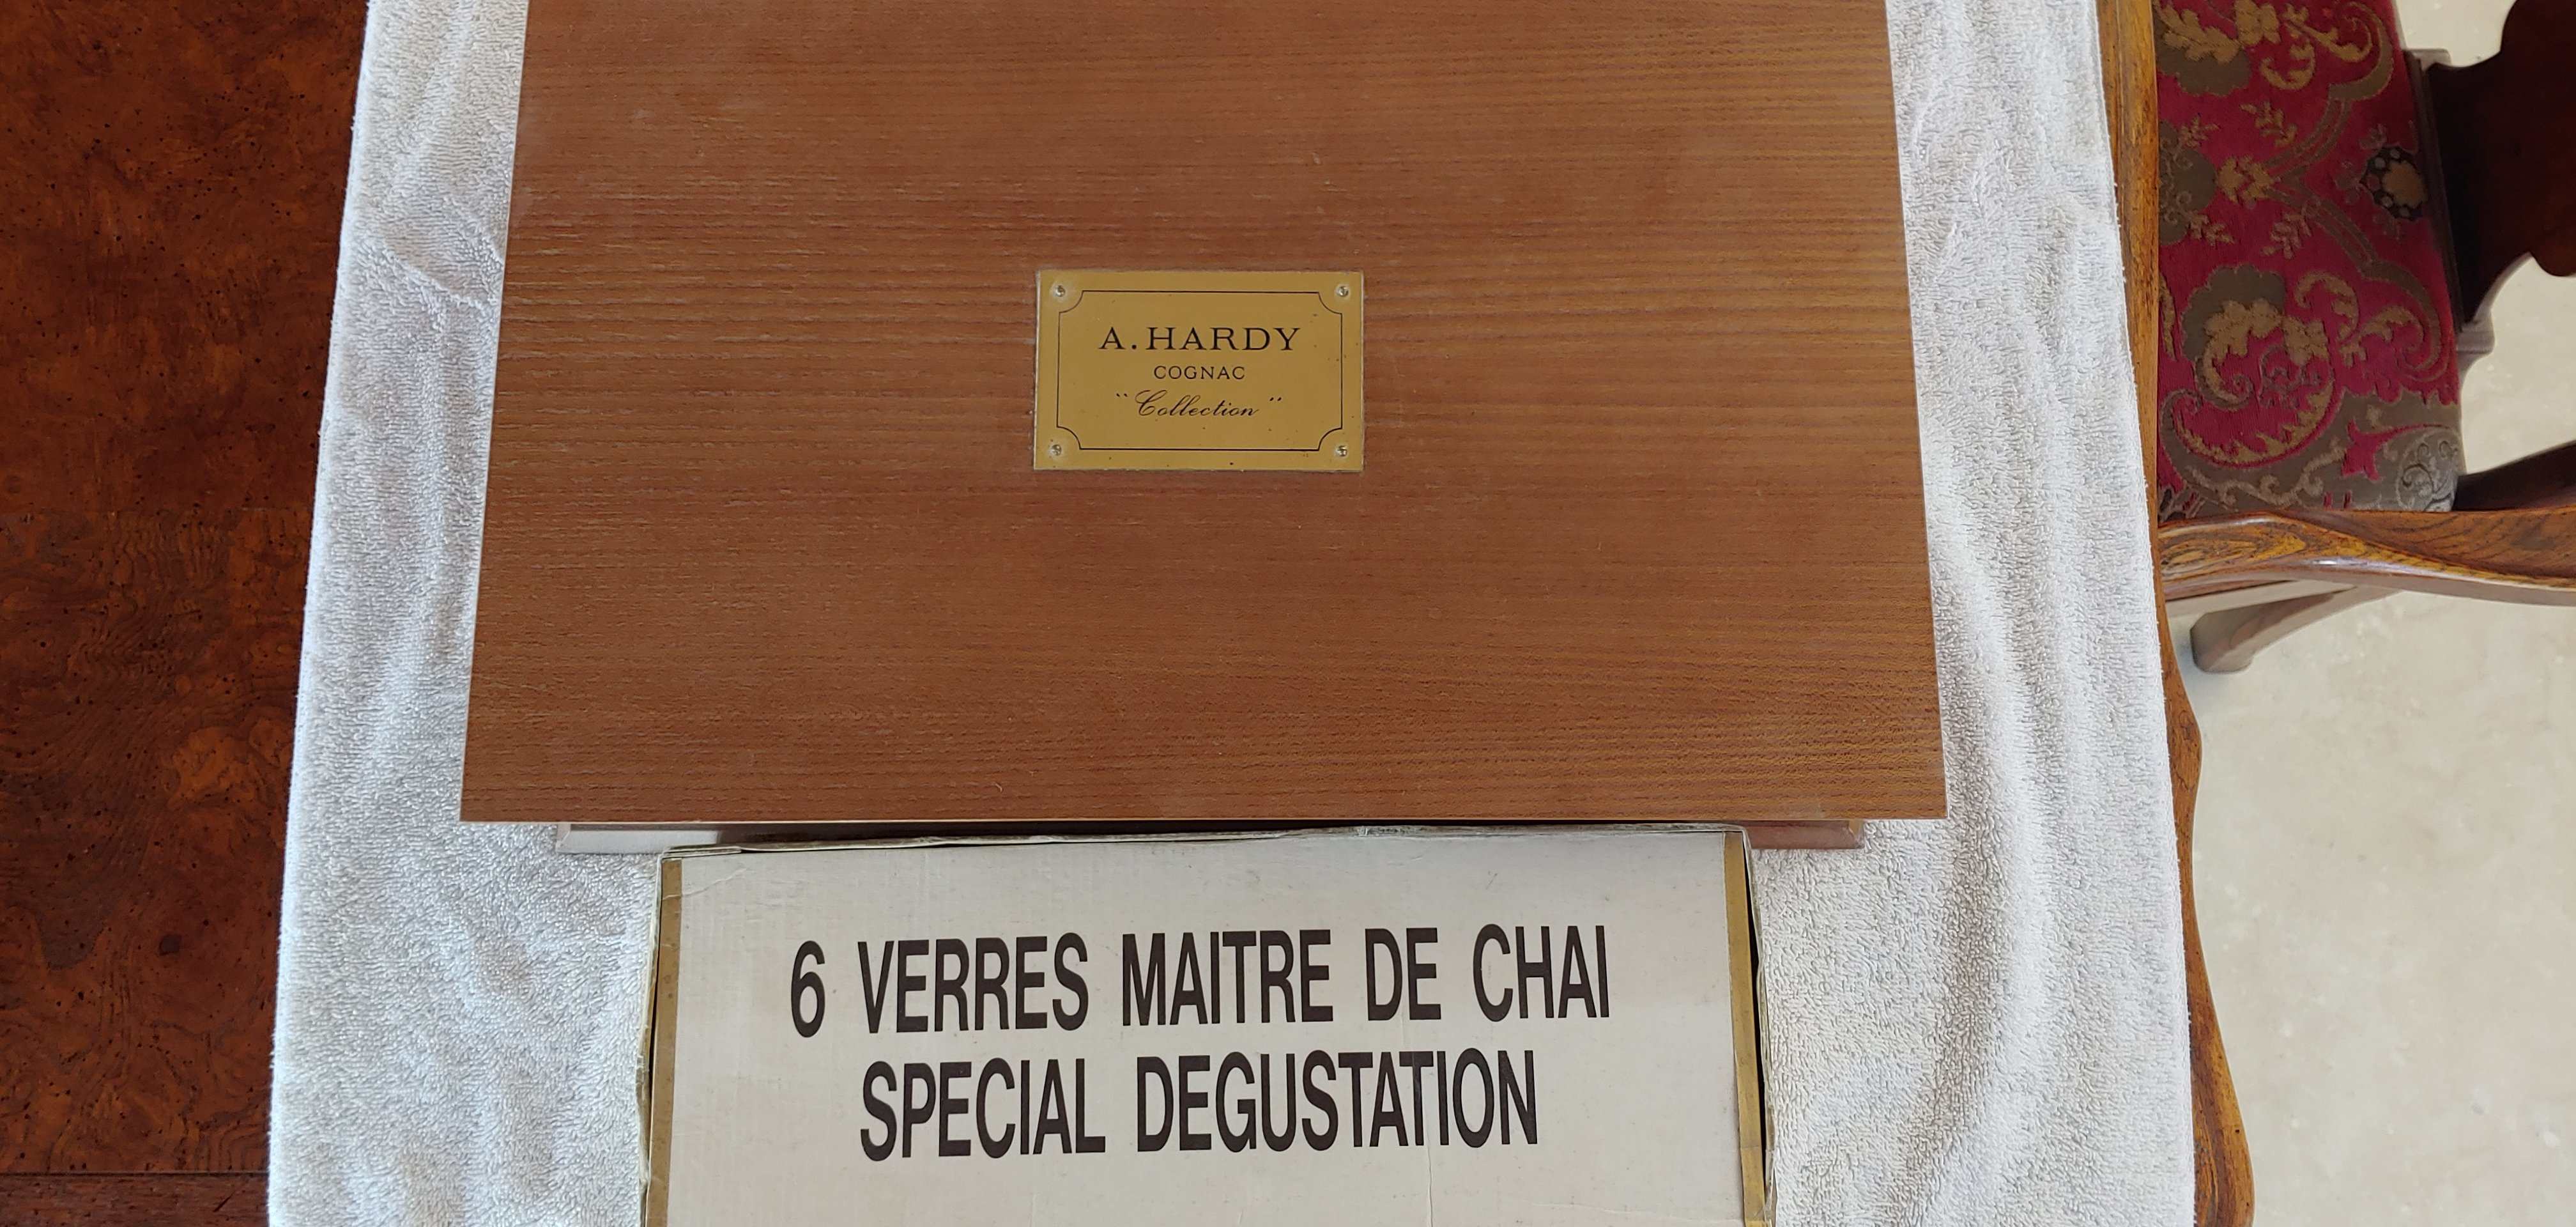 A. HARDY
COGNAC
"Collection"
6 VERRES MAITRE DE CHAI
SPECIAL DEGUSTATION